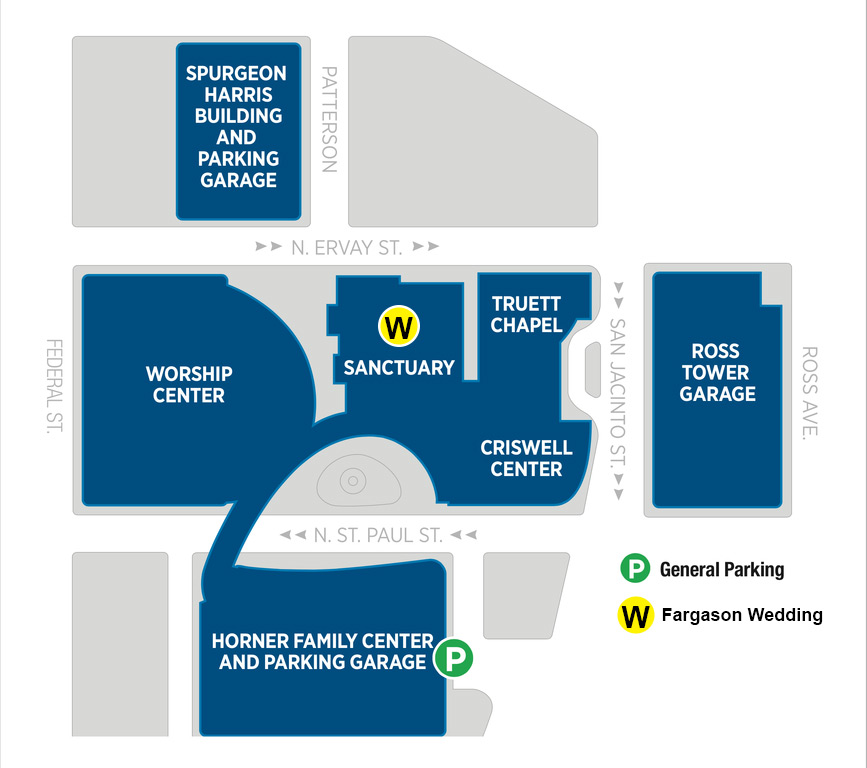 SPURGEON
HARRIS
BUILDING
AND
PARKING
GARAGE
PATTERSON
N. ERVAY ST.
FEDERAL ST.
WORSHIP
CENTER
W
SANCTUARY
TRUETT
CHAPEL
CRISWELL
CENTER
SAN JACINTO ST.
ROSS
TOWER
GARAGE
ROSS AVE.
N. ST. PAUL ST.
HORNER FAMILY CENTER
AND PARKING GARAGE
P
P General Parking
W Fargason Wedding